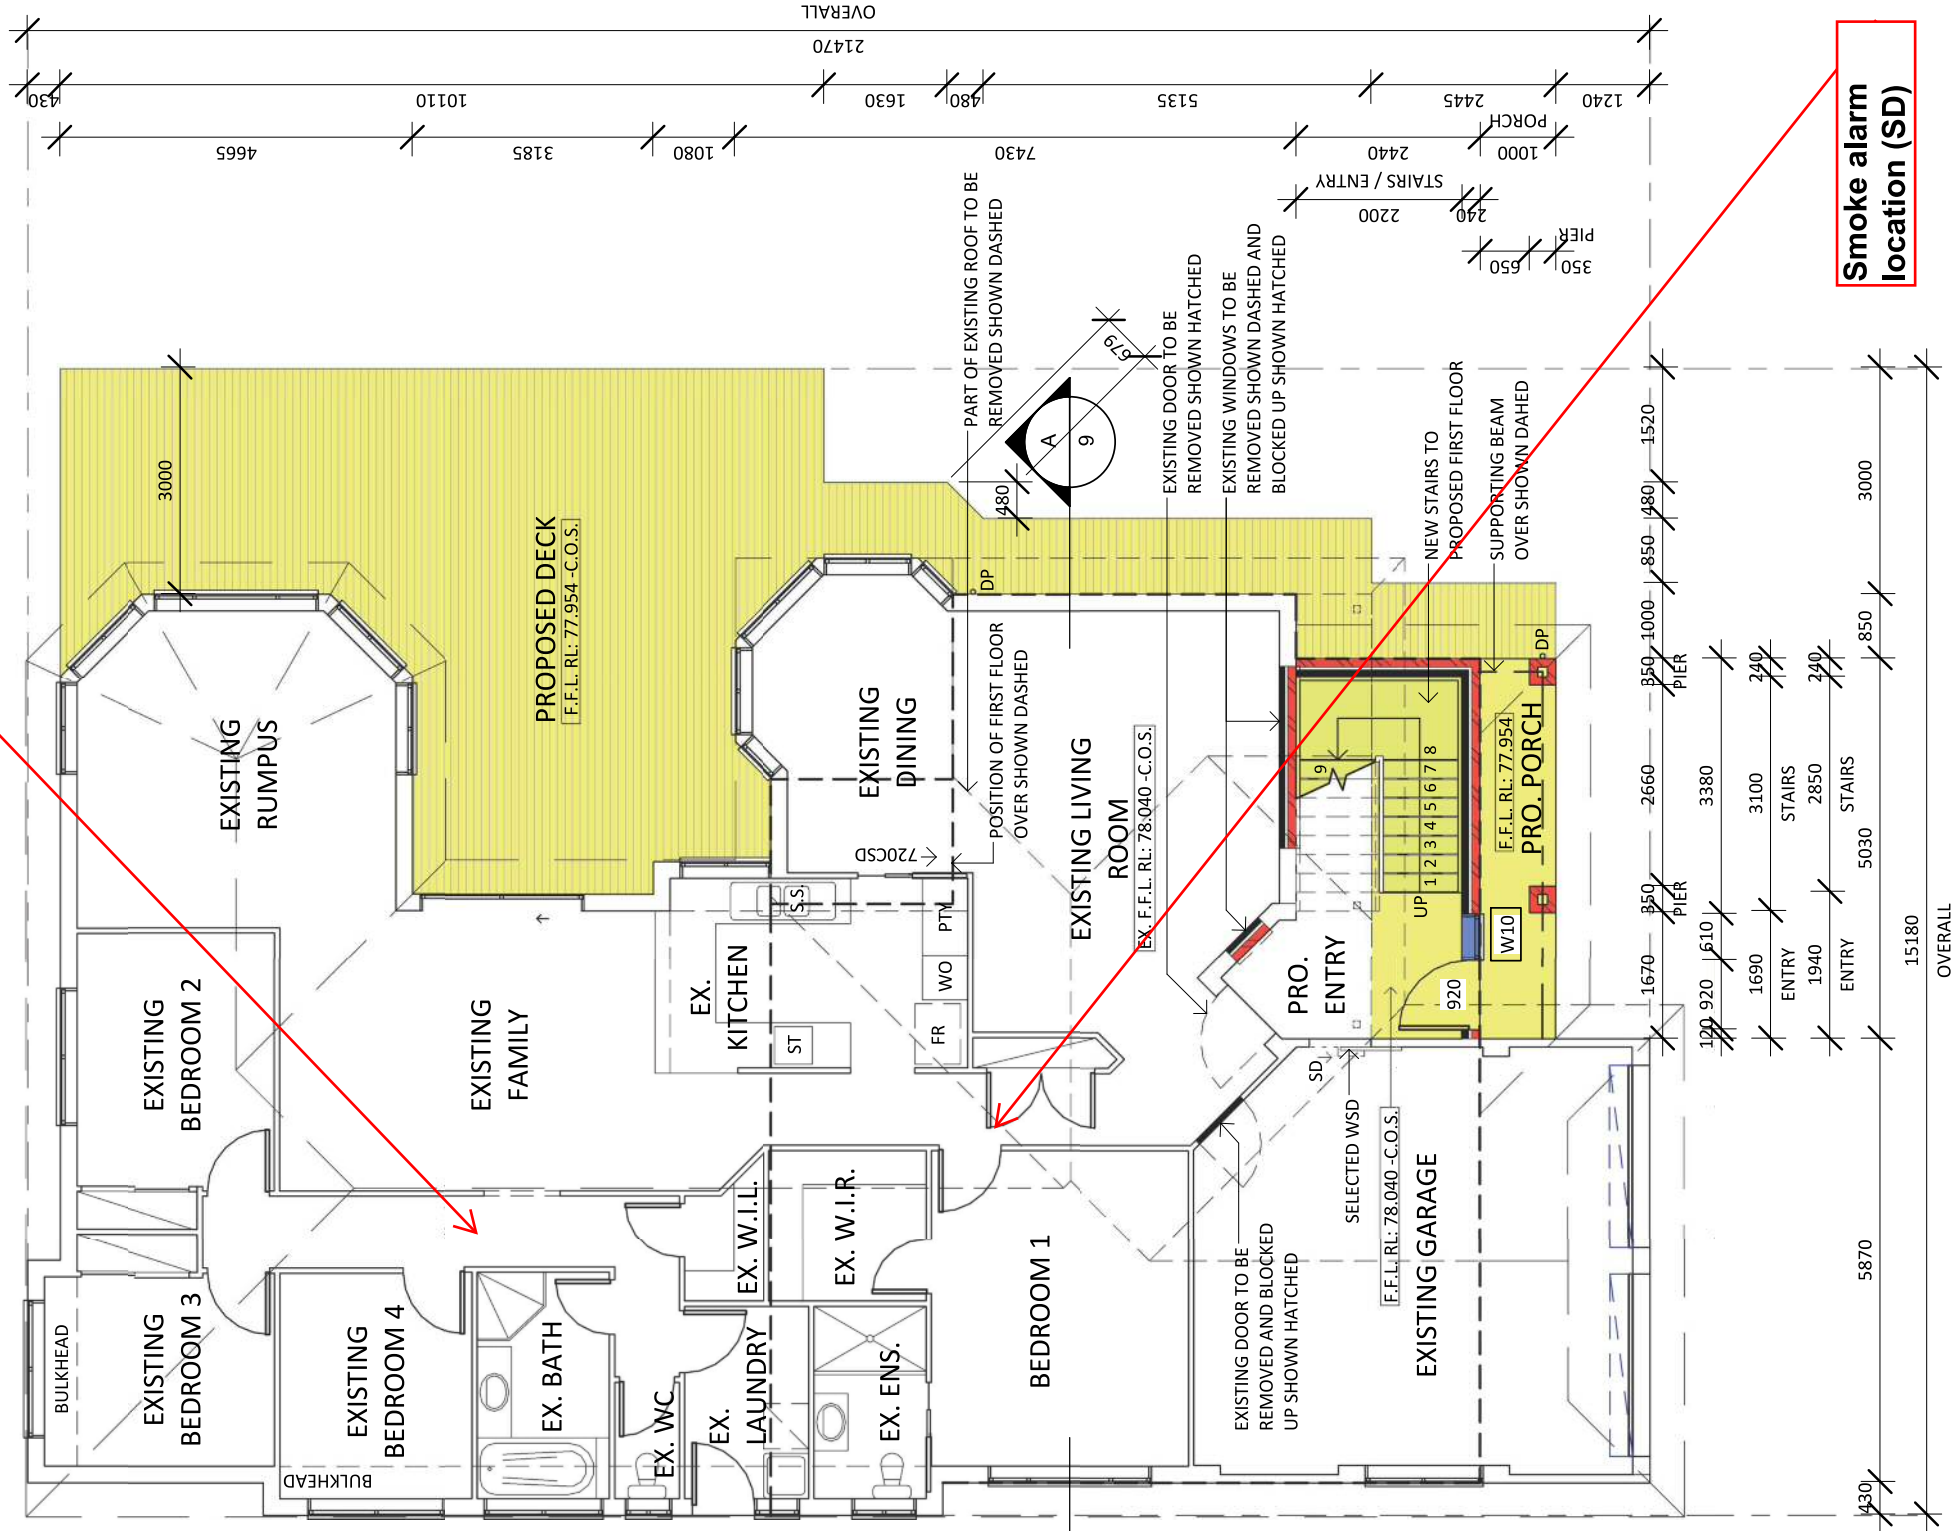 OVERALL
21470
430
10110
1630
480
5135
2445
1240
4665
3185
1080
7430
2440
PORCH
1000
STAIRS / ENTRY
2200
240
650
350
PIER
Smoke alarm
location (SD)
PART OF EXISTING ROOF TO BE
REMOVED SHOWN DASHED
EXISTING DOOR TO BE
REMOVED SHOWN HATCHED
EXISTING WINDOWS TO BE
REMOVED SHOWN DASHED AND
BLOCKED UP SHOWN HATCHED
NEW STAIRS TO
PROPOSED FIRST FLOOR
SUPPORTING BEAM
OVER SHOWN DAHED
679
A
9
480
3000
PROPOSED DECK
F.F.L. RL: 77.954 -C.O.S.
DP
EXISTING
RUMPUS
EXISTING
DINING
POSITION OF FIRST FLOOR
OVER SHOWN DASHED
720CSD
EXISTING LIVING
ROOM
EX. F.F.L. RL: 78.040 -C.O.S.
EXISTING
BEDROOM 2
EXISTING
FAMILY
EX.
KITCHEN
S.S.
PTY
WO
FR
ST
PRO.
ENTRY
UP
1 2 3 4 5 6 7 8
9
F.F.L. RL: 77.954
PRO. PORCH
DP
W10
920
BULKHEAD
EXISTING
BEDROOM 3
EXISTING
BEDROOM 4
BULKHEAD
EX. BATH
EX. WC
EX. W.I.L.
EX.
LAUNDRY
EX. W.I.R.
EX. ENS.
BEDROOM 1
SD
SELECTED WSD
F.F.L. RL: 78.040 -C.O.S.
EXISTING GARAGE
EXISTING DOOR TO BE
REMOVED AND BLOCKED
UP SHOWN HATCHED
1520
480
850
1000
350
PIER
2660
350
PIER
1670
3380
610
920
120
240
3100
STAIRS
1690
ENTRY
240
2850
STAIRS
1940
ENTRY
3000
850
5030
5870
430
15180
OVERALL